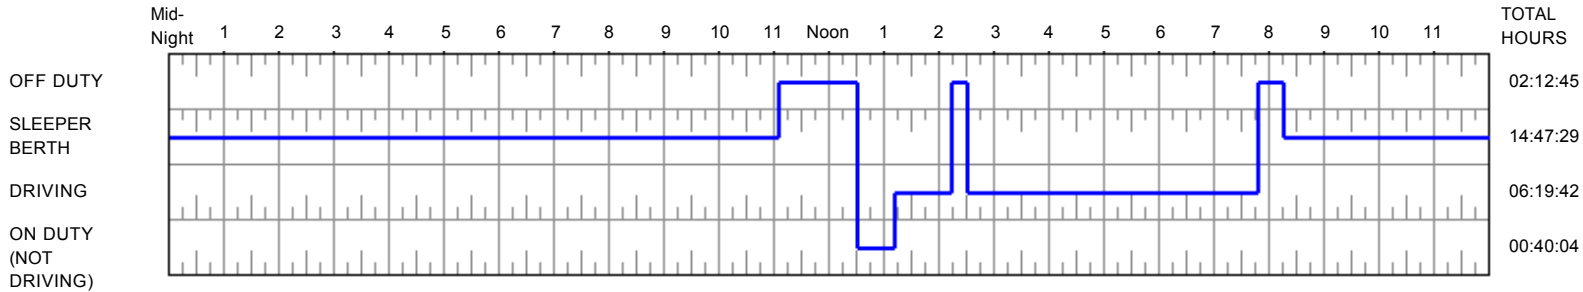 Mid-
Night 1 2 3 4 5 6 7 8 9 10 11 Noon 1 2 3 4 5 6 7 8 9 10 11
TOTAL
HOURS
OFF DUTY 02:12:45
SLEEPER
BERTH
14:47:29
DRIVING 06:19:42
ON DUTY
(NOT
DRIVING)
00:40:04